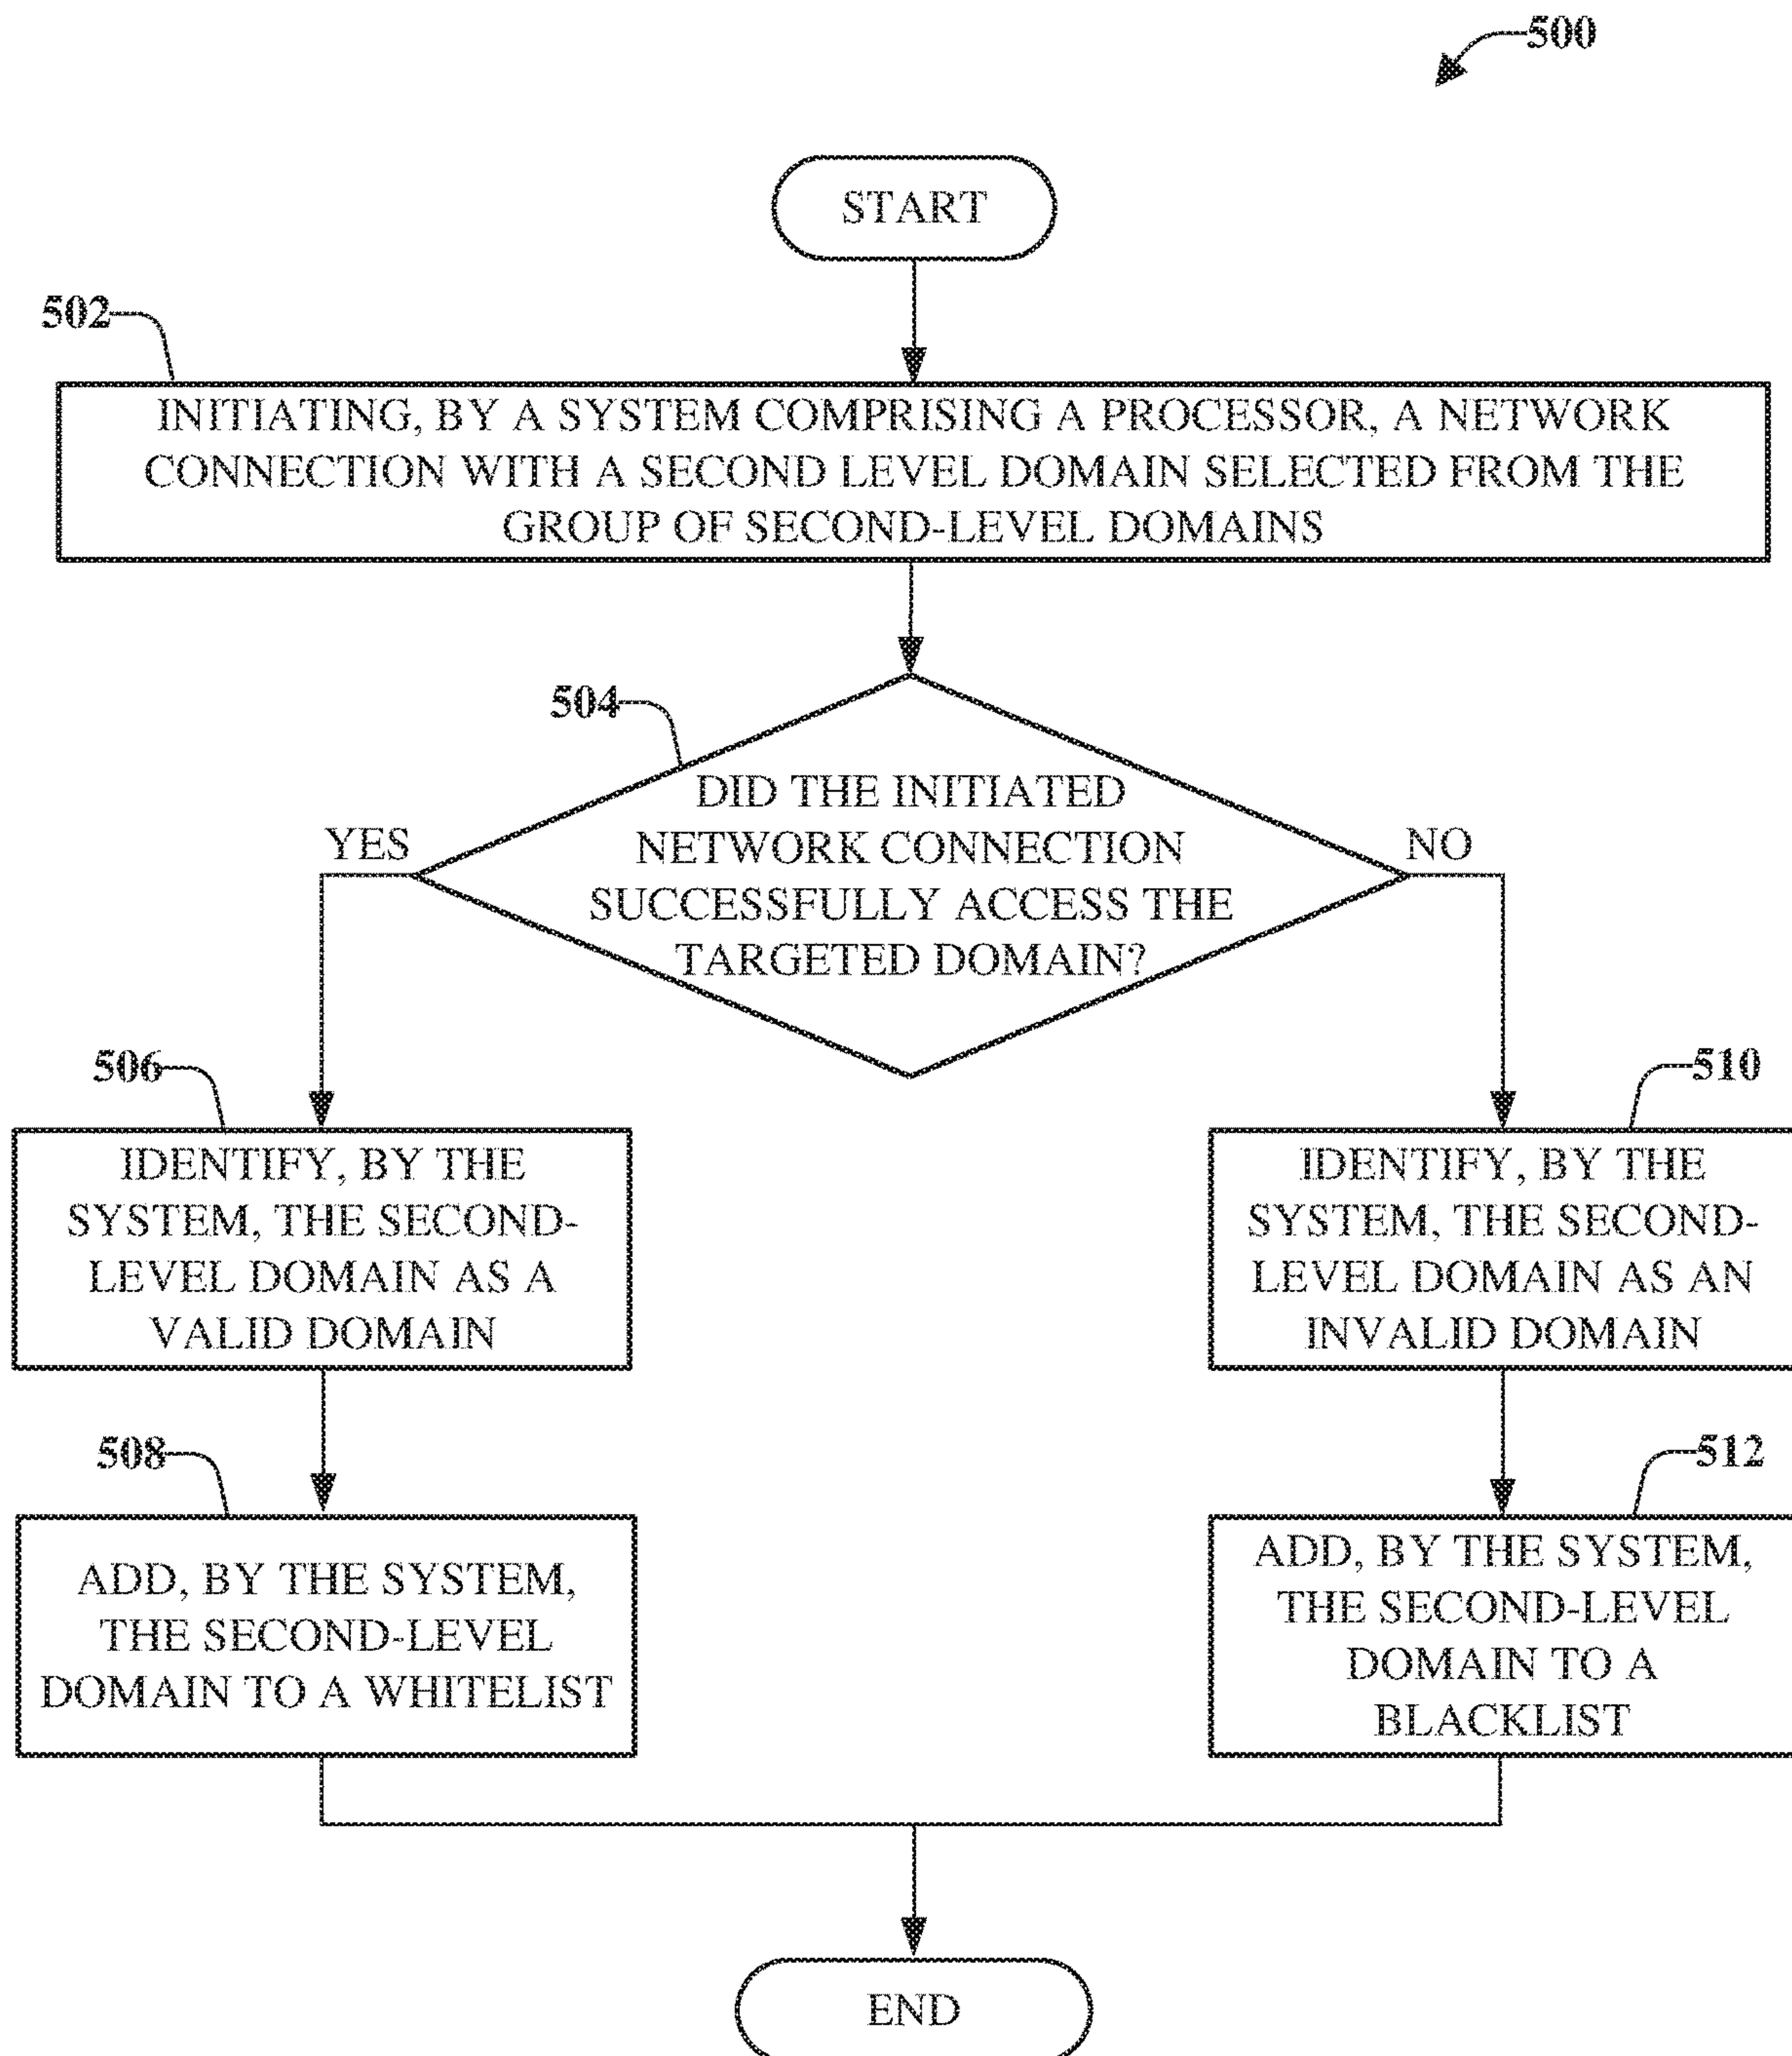 500
START
502
INITIATING, BY A SYSTEM COMPRISING A PROCESSOR, A NETWORK
CONNECTION WITH A SECOND LEVEL DOMAIN SELECTED FROM THE
GROUP OF SECOND-LEVEL DOMAINS
504
DID THE INITIATED
NETWORK CONNECTION
SUCCESSFULLY ACCESS THE
TARGETED DOMAIN?
YES
NO
506
IDENTIFY, BY THE
SYSTEM, THE SECOND-
LEVEL DOMAIN AS A
VALID DOMAIN
510
IDENTIFY, BY THE
SYSTEM, THE SECOND-
LEVEL DOMAIN AS AN
INVALID DOMAIN
508
ADD, BY THE SYSTEM,
THE SECOND-LEVEL
DOMAIN TO A WHITELIST
512
ADD, BY THE SYSTEM,
THE SECOND-LEVEL
DOMAIN TO A
BLACKLIST
END